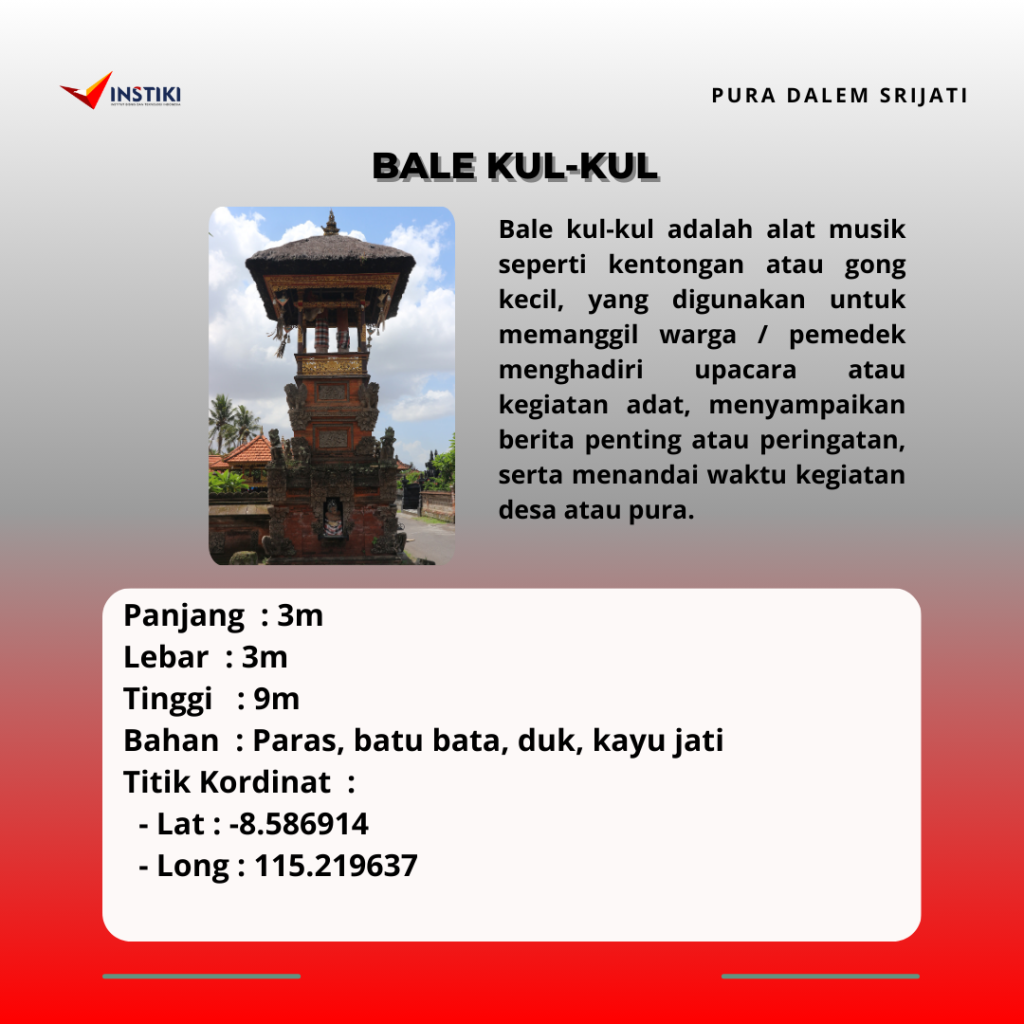 INSTIKI
PURA DALEM SRIJATI
BALE KUL-KUL
Bale kul-kul adalah alat musik
seperti kentongan atau gong
kecil, yang digunakan untuk
memanggil warga / pemedek
menghadiri upacara atau
kegiatan adat, menyampaikan
berita penting atau peringatan,
serta menandai waktu kegiatan
desa atau pura.
Panjang : 3m
Lebar : 3m
Tinggi : 9m
Bahan : Paras, batu bata, duk, kayu jati
Titik Kordinat :
- Lat : -8.586914
- Long : 115.219637